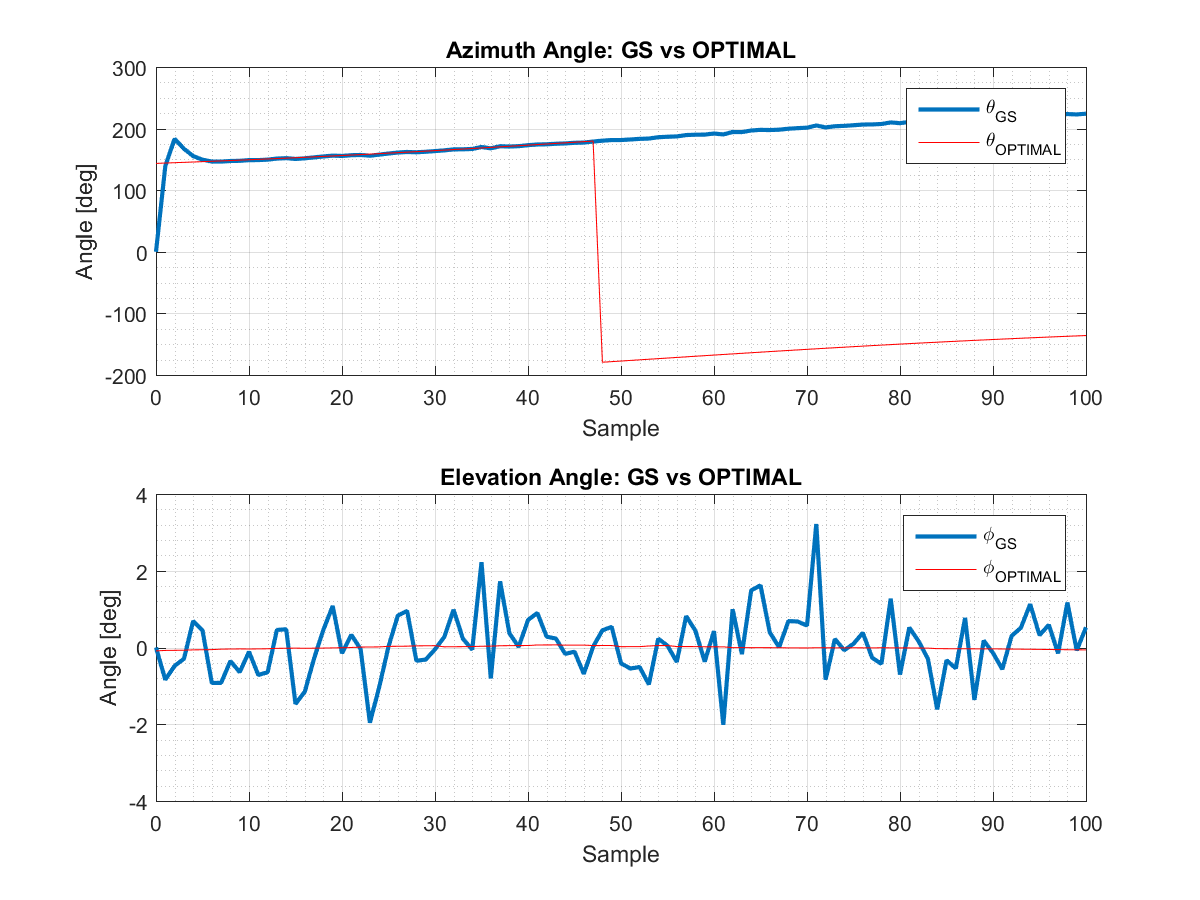 Azimuth Angle: GS vs OPTIMAL
300
200
100
0
-100
-200
Angle [deg]
θGS
θOPTIMAL
0 10 20 30 40 50 60 70 80 90 100
Sample
Elevation Angle: GS vs OPTIMAL
4
2
0
-2
-4
Angle [deg]
ϕGS
ϕOPTIMAL
0 10 20 30 40 50 60 70 80 90 100
Sample